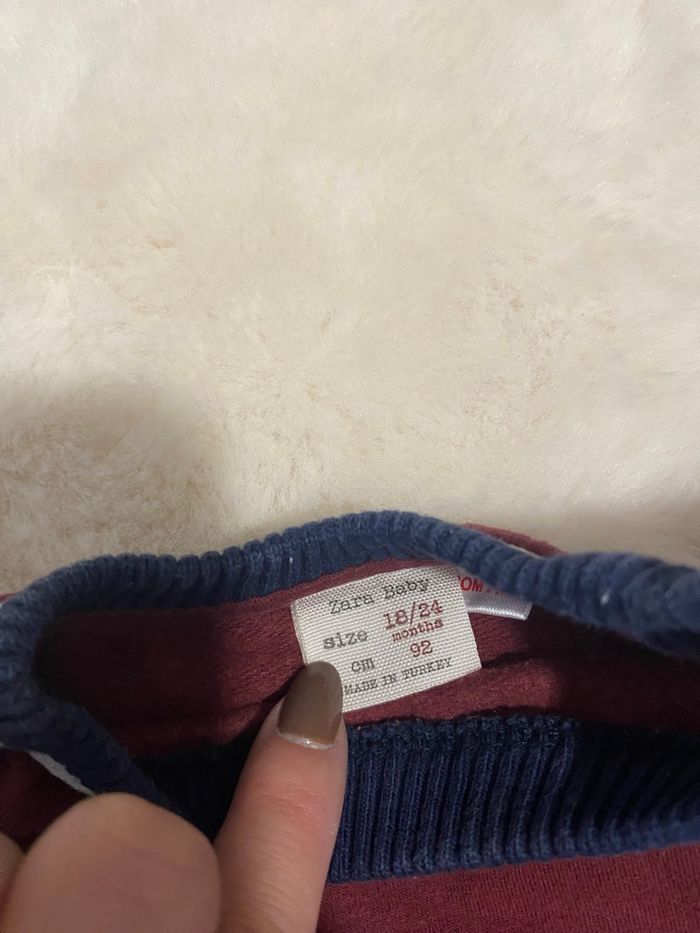 Zara Baby
size 18/24
months
cm 92
MADE IN TURKEY